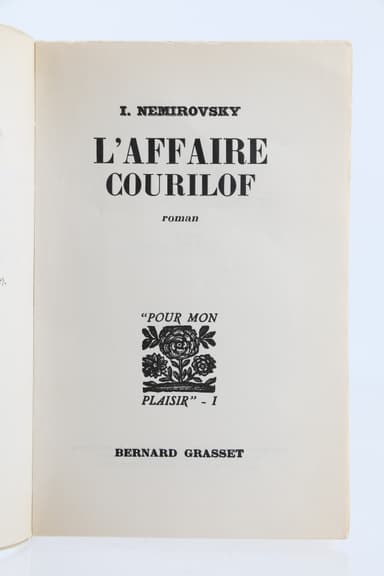 I. NEMIROVSKY
L'AFFAIRE
COURILOF
roman
"POUR MON
PLAISIR" - I
BERNARD GRASSET